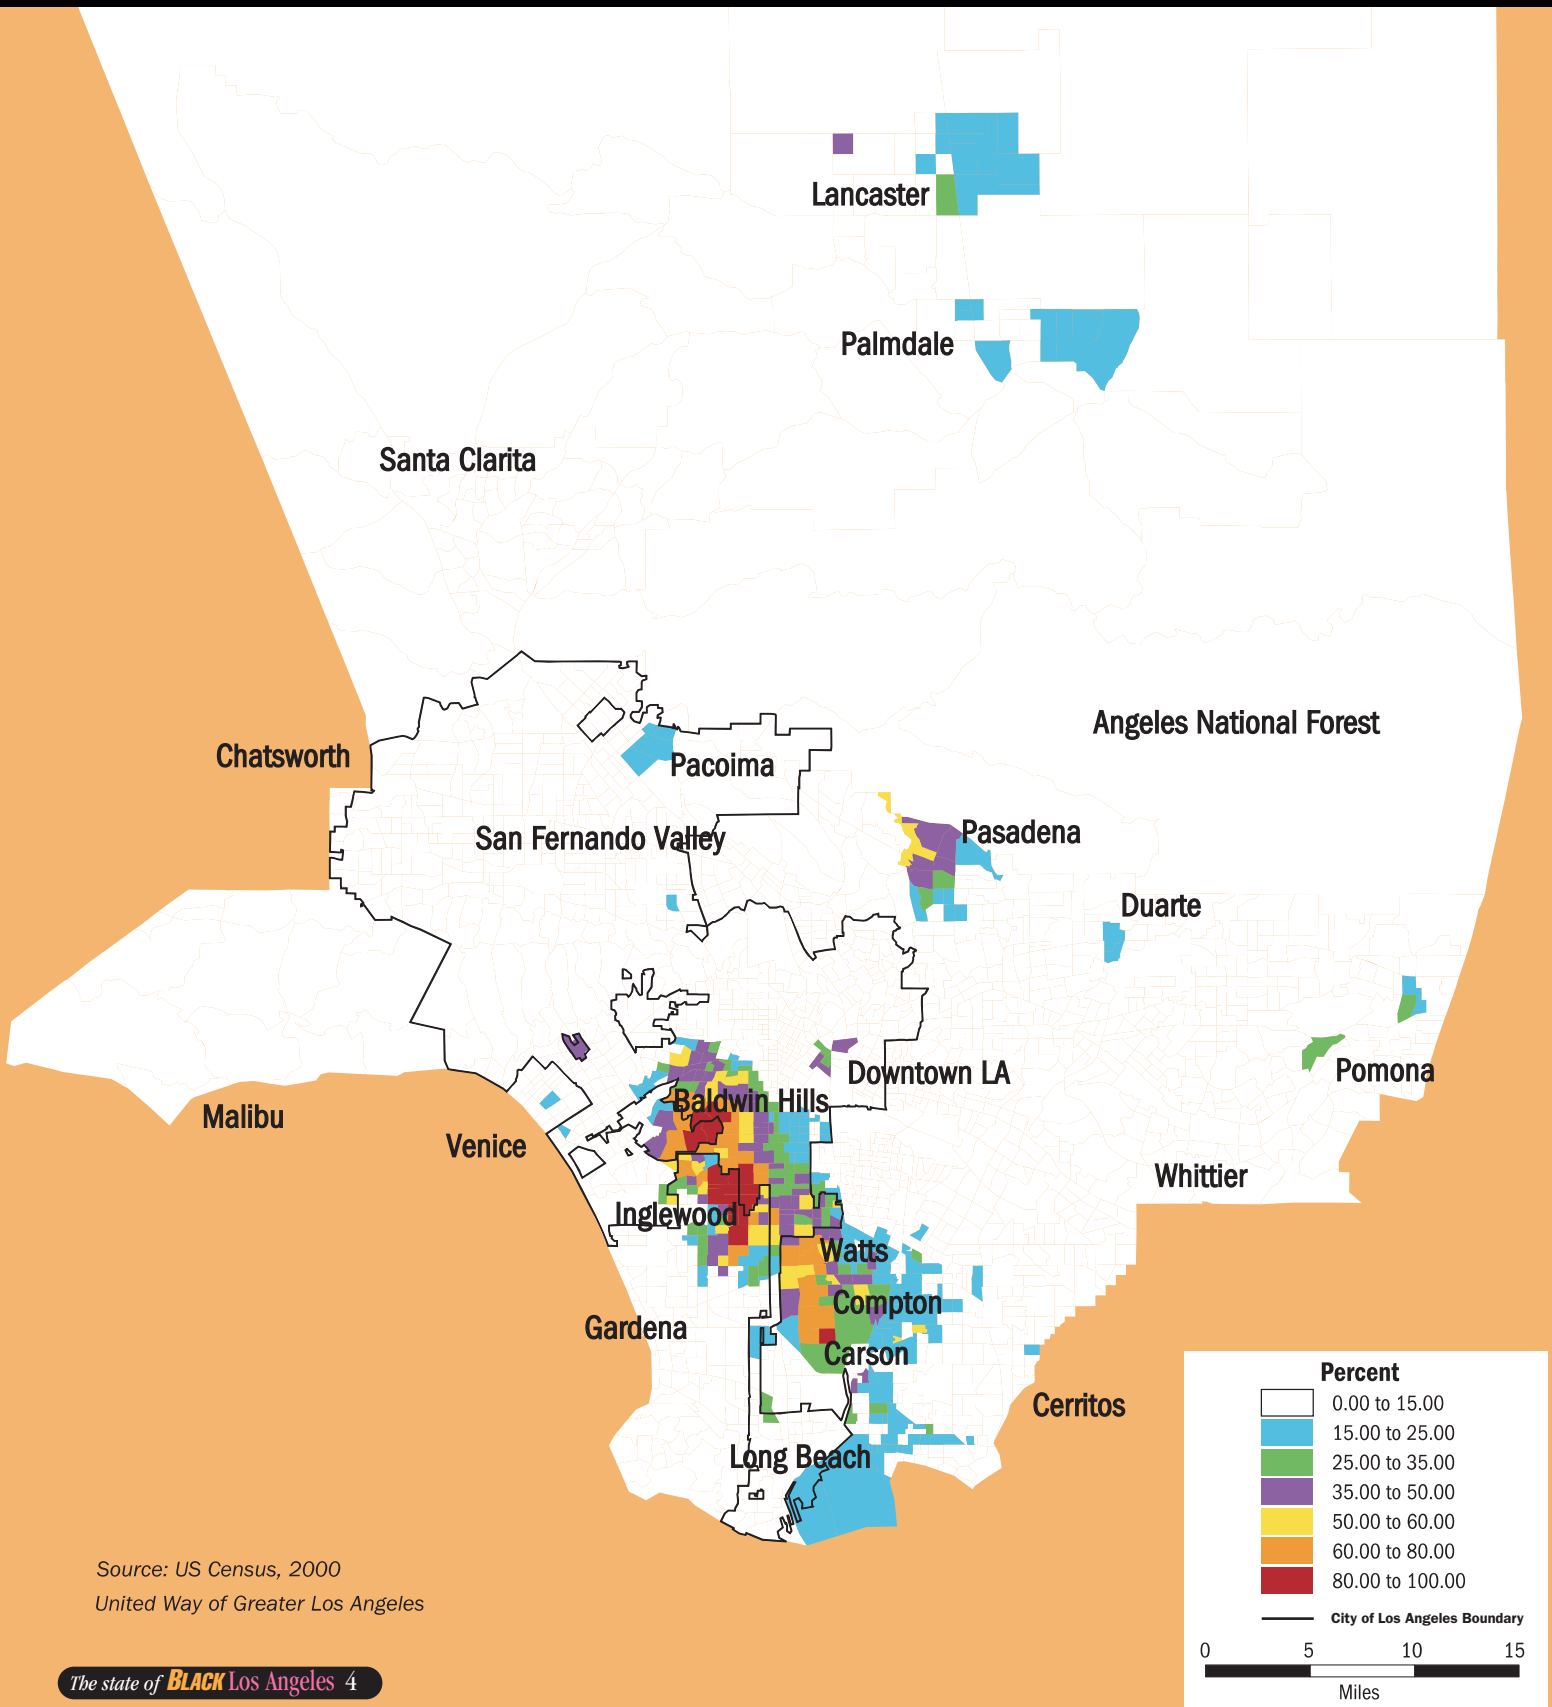 Lancaster
Palmdale
Santa Clarita
Angeles National Forest
Chatsworth
Pacoima
San Fernando Valley
Pasadena
Duarte
Downtown LA
Pomona
Baldwin Hills
Malibu
Venice
Whittier
Inglewood
Watts
Compton
Gardena
Carson
Cerritos
Long Beach
Percent
0.00 to 15.00
15.00 to 25.00
25.00 to 35.00
35.00 to 50.00
50.00 to 60.00
60.00 to 80.00
80.00 to 100.00
City of Los Angeles Boundary
0 5 10 15
Miles
Source: US Census, 2000
United Way of Greater Los Angeles
The state of BLACK Los Angeles 4